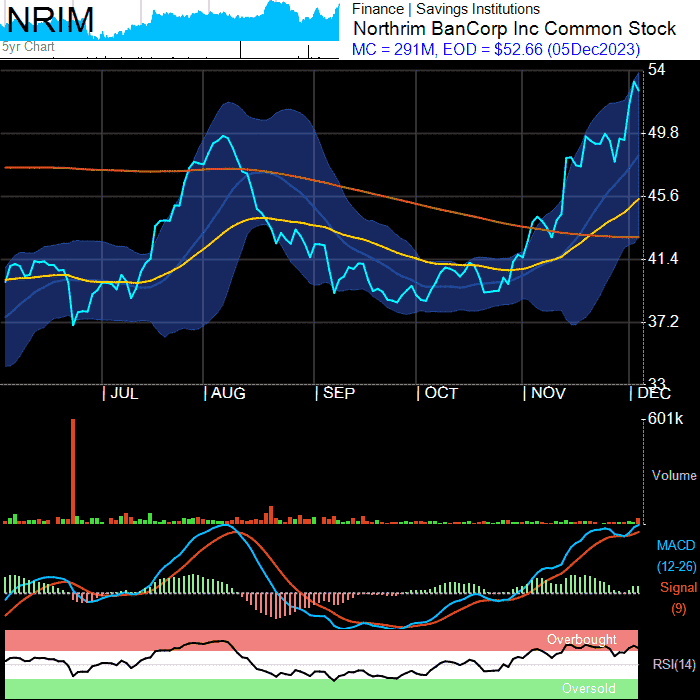 NRIM
5yr Chart
Finance | Savings Institutions
Northrim BanCorp Inc Common Stock
MC = 291M, EOD = $52.66 (05Dec2023)
54
49.8
45.6
41.4
37.2
33
JUL AUG SEP OCT NOV DEC
601k
Volume
MACD
(12-26)
Signal
(9)
Overbought
RSI(14)
Oversold